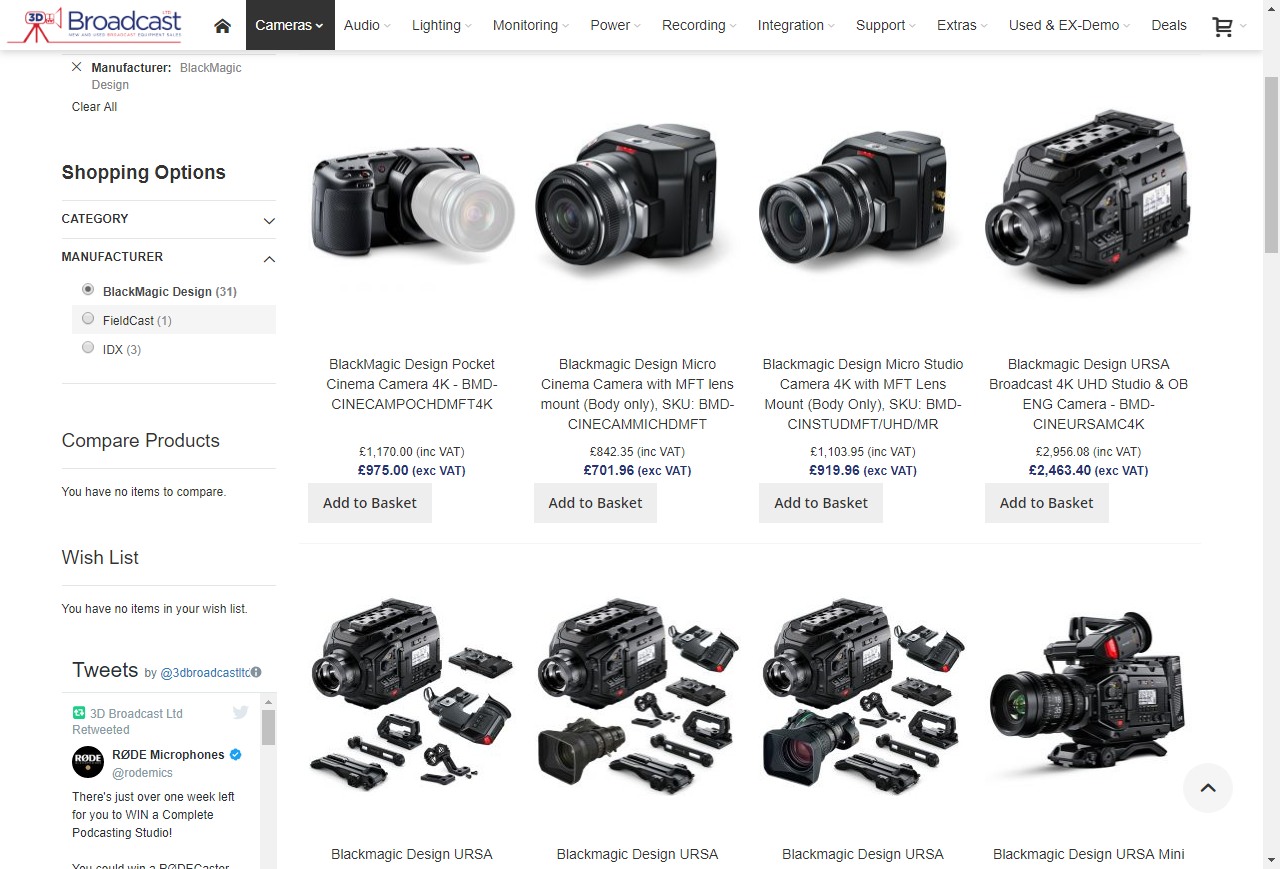 3D Broadcast LTD
NEW AND USED BROADCAST EQUIPMENT SALES
Cameras
Audio
Lighting
Monitoring
Power
Recording
Integration
Support
Extras
Used & EX-Demo
Deals
Manufacturer: BlackMagic
Design
Clear All
Shopping Options
CATEGORY
MANUFACTURER
BlackMagic Design (31)
FieldCast (1)
IDX (3)
Compare Products
You have no items to compare.
Wish List
You have no items in your wish list.
Tweets by @3dbroadcastltd
3D Broadcast Ltd
Retweeted
RØDE
RØDE Microphones
@rodemics
There's just over one week left
for you to WIN a Complete
Podcasting Studio!
You could win a RØDECaster
BlackMagic Design Pocket
Cinema Camera 4K - BMD-
CINECAMPOCHDMFT4K
£1,170.00 (inc VAT)
£975.00 (exc VAT)
Add to Basket
Blackmagic Design Micro
Cinema Camera with MFT lens
mount (Body only), SKU: BMD-
CINECAMMICHDMFT
£842.35 (inc VAT)
£701.96 (exc VAT)
Add to Basket
Blackmagic Design Micro Studio
Camera 4K with MFT Lens
Mount (Body Only), SKU: BMD-
CINSTUDMFT/UHD/MR
£1,103.95 (inc VAT)
£919.96 (exc VAT)
Add to Basket
Blackmagic Design URSA
Broadcast 4K UHD Studio & OB
ENG Camera - BMD-
CINEURSAMC4K
£2,956.08 (inc VAT)
£2,463.40 (exc VAT)
Add to Basket
Blackmagic Design URSA
Blackmagic Design URSA
Blackmagic Design URSA
Blackmagic Design URSA Mini